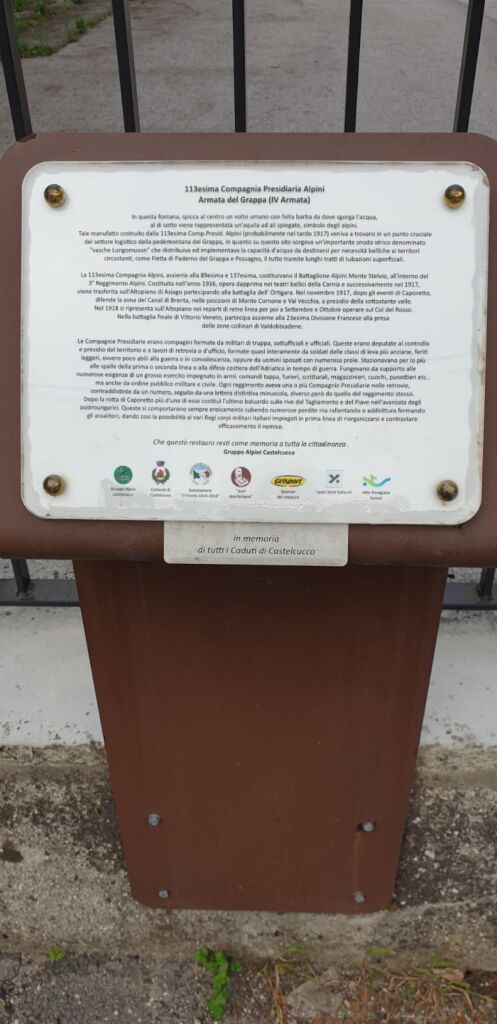 113esima Compagnia Presidiaria Alpini
Armata del Grappa (IV Armata)
In questa fontana, spicca al centro un volto umano con folta barba da dove sgorga l'acqua,
al di sotto viene rappresentata un'aquila ad ali spiegate, simbolo degli alpini.
Tale manufatto costruito dalla 113esima Comp.Presid. Alpini (probabilmente nel tardo 1917) veniva a trovarsi in un punto cruciale
del settore logistico della pedemontana del Grappa, in quanto su questo sito sorgeva un'importante snodo idrico denominato
"vasche Lungomuson" che distribuiva ed implementava la capacità d'acqua da destinarsi per necessità belliche ai territori
circostanti, come Fietta di Paderno del Grappa e Possagno, il tutto tramite lunghi tratti di tubazioni superficiali.
La 113esima Compagnia Alpini, assieme alla 89esima e 137esima, costituivano il Battaglione Alpini Monte Stelvio, all'interno del
3° Reggimento Alpini. Costituita nell'anno 1916, opera dapprima nei teatri bellici della Carnia e successivamente nel 1917,
viene trasferita sull'Altopiano di Asiago partecipando alla battaglia dell' Ortigara. Nel novembre 1917, dopo gli eventi di Caporetto,
difende la zona del Canal di Brenta, nelle posizioni di Monte Cornone e Val Vecchia, a presidio della sottostante valle.
Nel 1918 si ripresenta sull'Altopiano nei reparti di retro linea per poi a Settembre e Ottobre operare sul Col del Rosso.
Nella battaglia finale di Vittorio Veneto, partecipa assieme alla 23esima Divisione Francese alla presa
delle zone collinari di Valdobbiadene.
Le Compagnie Presidiarie erano compagini formate da militari di truppa, sottufficiali e ufficiali. Queste erano deputate al controllo
e presidio del territorio e a lavori di retrovia o d'ufficio, formate quasi interamente da soldati delle classi di leva più anziane, feriti
leggeri, ovvero poco abili alla guerra o in convalescenza, oppure da uomini sposati con numerosa prole. Stazionavano per lo più
alle spalle della prima o seconda linea o alla difesa costiera dell'Adriatico in tempo di guerra. Fungevano da supporto alle
numerose esigenze di un grosso esercito impegnato in armi: comandi tappa, furieri, scritturali, magazzinieri, cuochi, panettieri etc..
ma anche da ordine pubblico militare e civile. Ogni reggimento aveva una o più Compagnie Presidiarie nelle retrovie,
contraddistinte da un numero, seguito da una lettera distintiva minuscola, diverso però da quello del reggimento stesso.
Dopo la rotta di Caporetto più d'una di esse costituì l'ultimo baluardo sulle rive del Tagliamento e del Piave nell'avanzata degli
austroungarici. Queste si comportarono sempre eroicamente subendo numerose perdite ma rallentando o addirittura fermando
gli assalitori, dando così la possibilità ai vari Regi corpi militari italiani impiegati in prima linea di riorganizzarsi e contrastare
efficacemente il nemico.
Che questo restauro resti come memoria a tutta la cittadinanza.
Gruppo Alpini Castelcucco
Gruppo Alpini
Castelcucco
Comune di
Castelcucco
Associazione
Grisport
Sponsor
del restauro
Laser Style Italia srl
Alto Trevigiano
Servizi
in memoria
di tutti i Caduti di Castelcucco